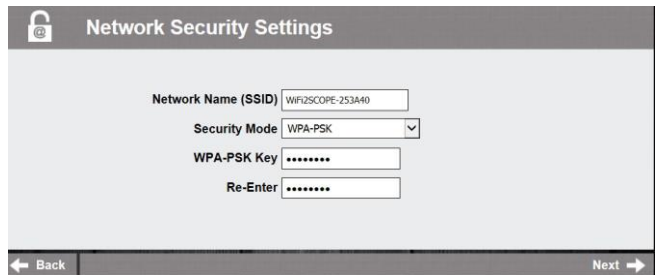 @
Network Security Settings
Network Name (SSID) WiFi2SCOPE-253A40
Security Mode WPA-PSK
WPA-PSK Key ••••••••
Re-Enter ••••••••
Back Next